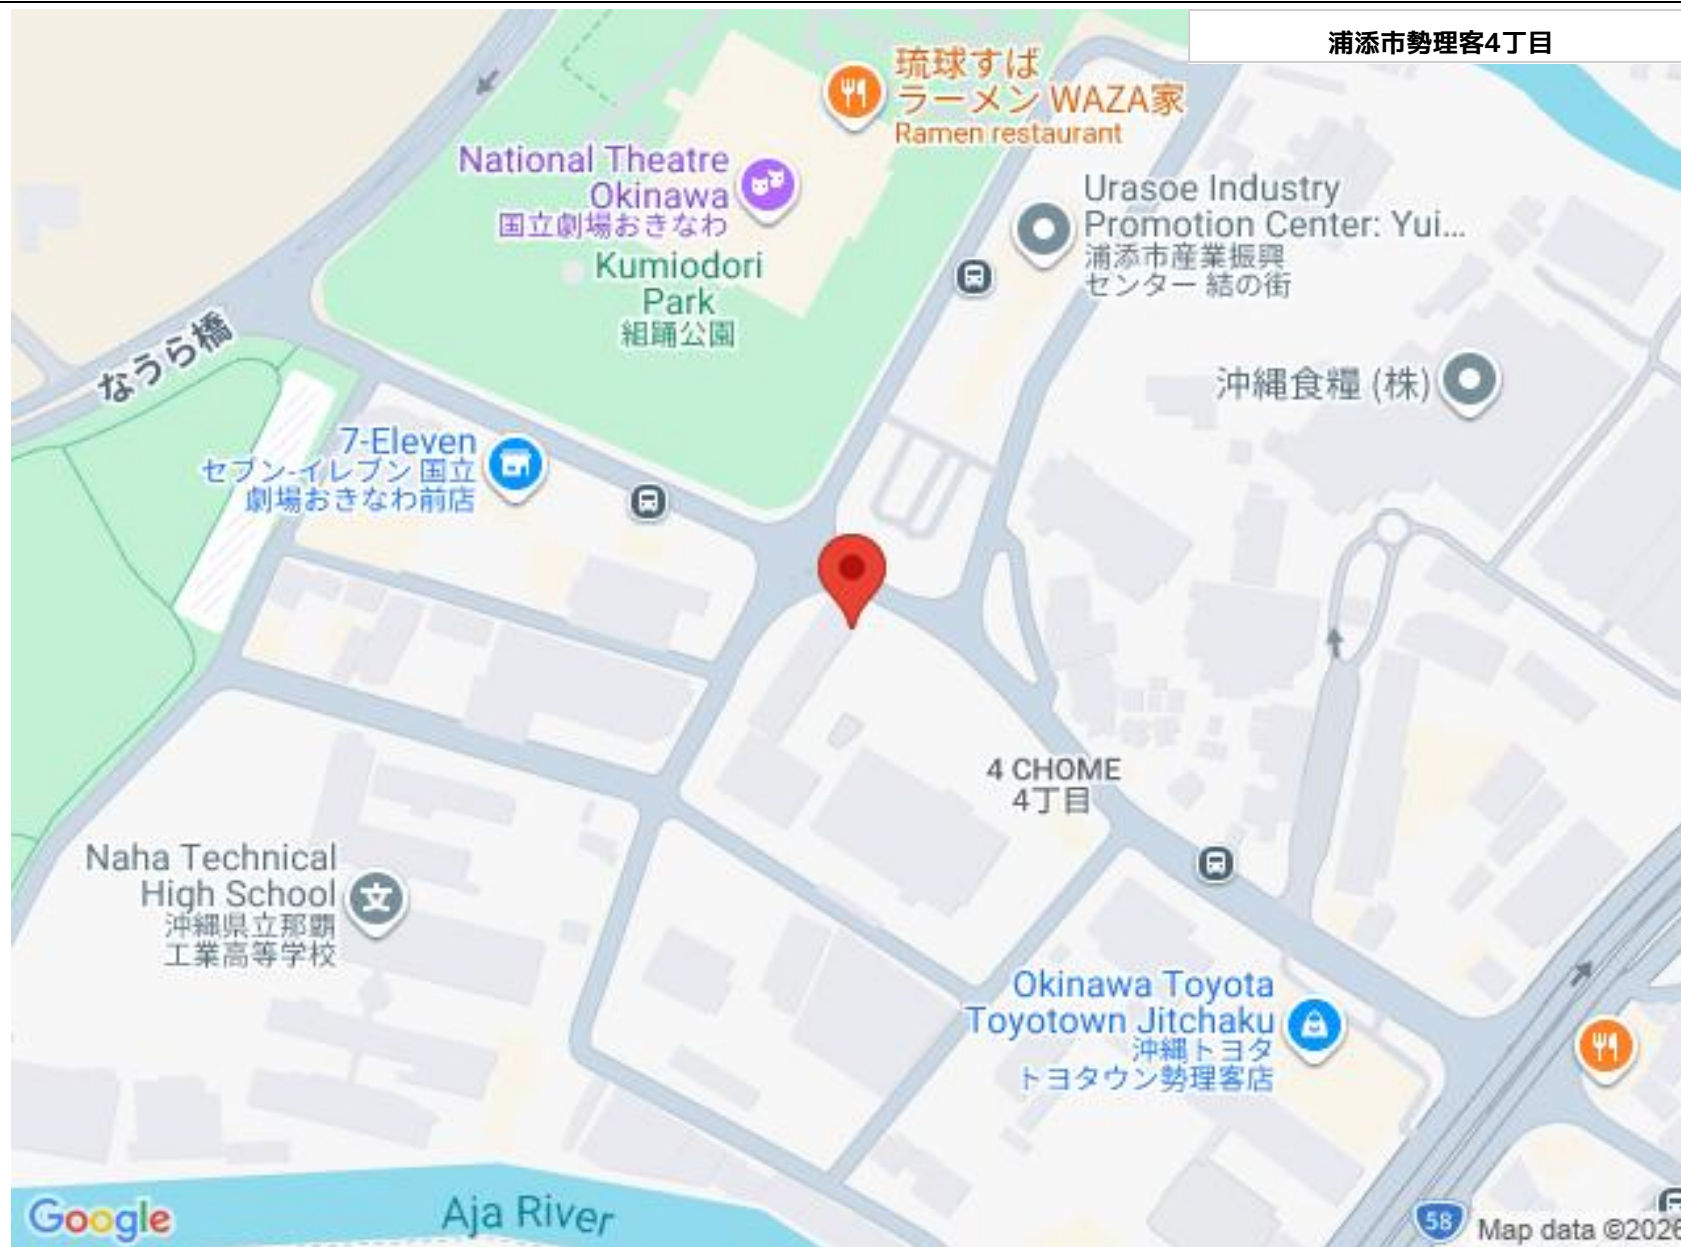 浦添市勢理客4丁目
琉球すば
ラーメン WAZA家
Ramen restaurant
National Theatre
Okinawa
国立劇場おきなわ
Urasoe Industry
Promotion Center: Yui...
浦添市産業振興
センター 結の街
Kumiodori
Park
組踊公園
なうら橋
沖縄食糧 (株)
7-Eleven
セブン-イレブン 国立
劇場おきなわ前店
4 CHOME
4丁目
Naha Technical
High School
沖縄県立那覇
工業高等学校
文
Okinawa Toyota
Toyotown Jitchaku
沖縄トヨタ
トヨタウン勢理客店
Google
Aja River
58
Map data ©2026